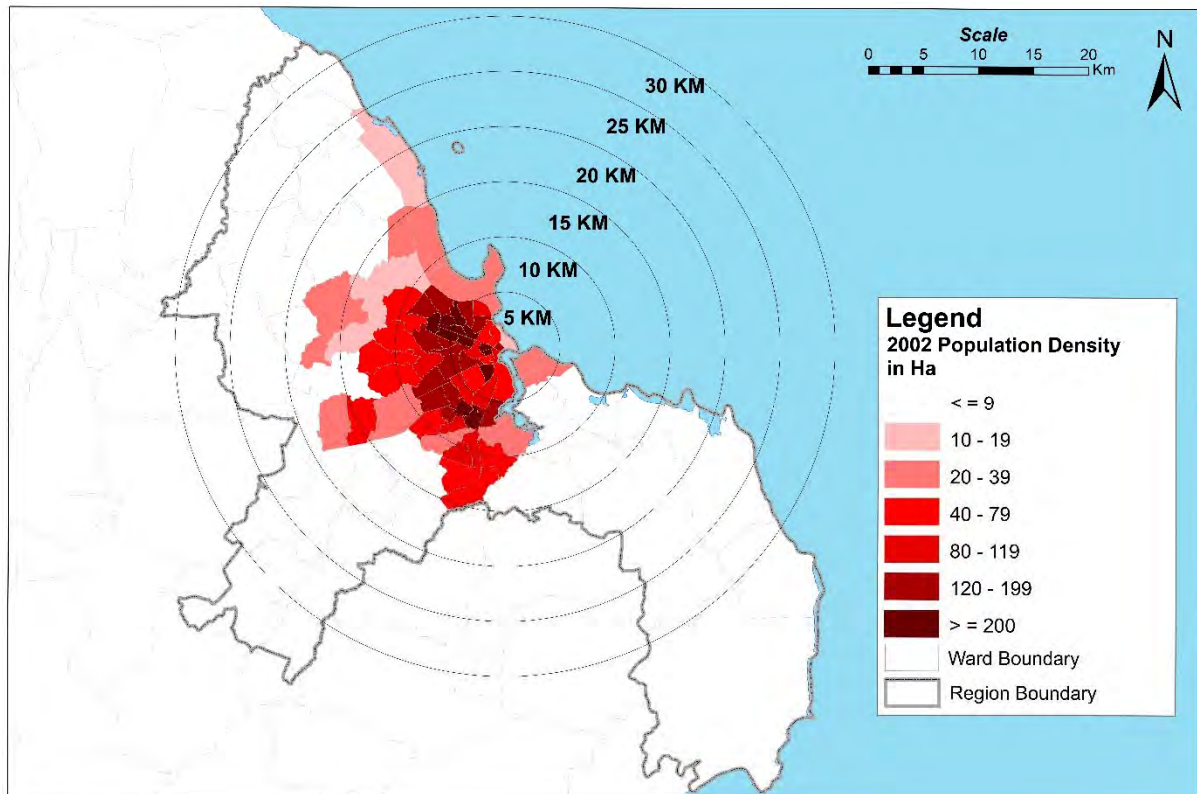 Scale
0 5 10 15 20
Km
N
30 KM
25 KM
20 KM
15 KM
10 KM
5 KM
Legend
2002 Population Density
in Ha
< = 9
10 - 19
20 - 39
40 - 79
80 - 119
120 - 199
> = 200
Ward Boundary
Region Boundary